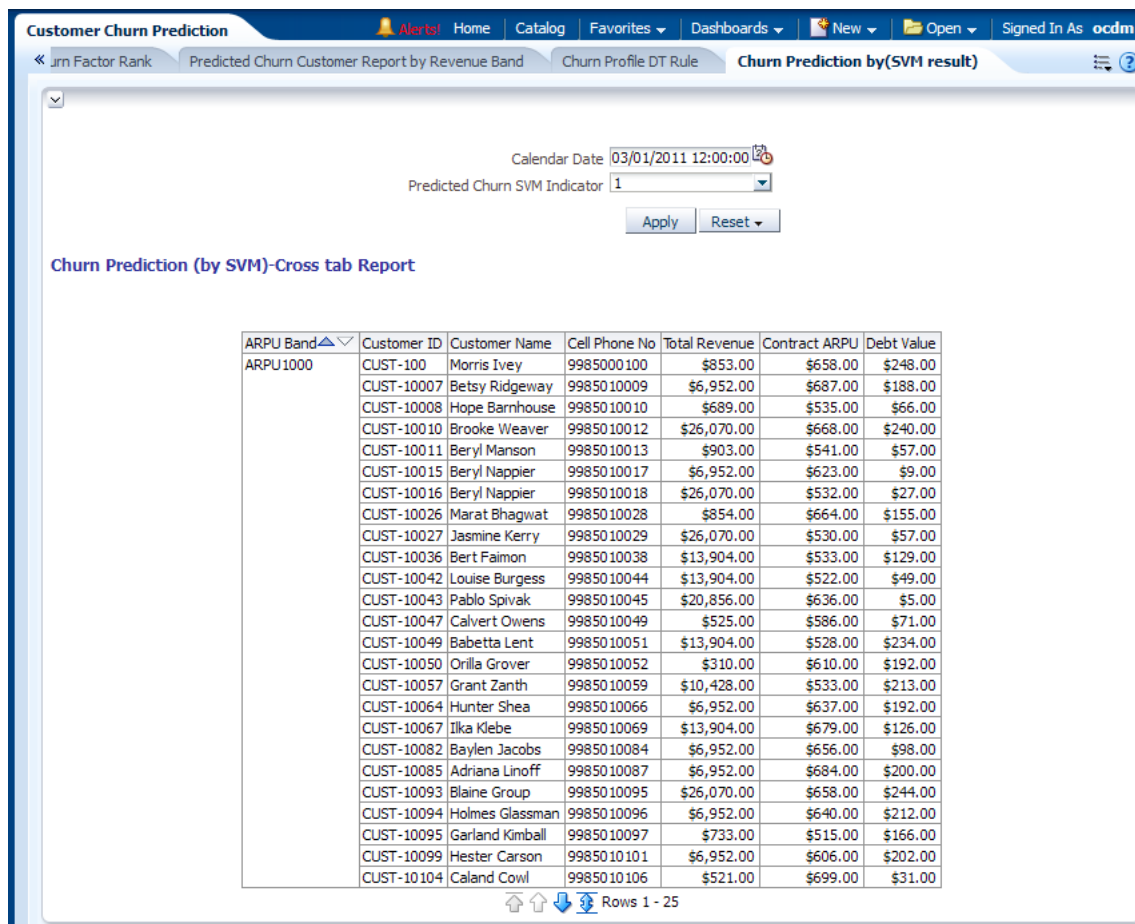 Customer Churn Prediction Alerts! Home Catalog Favorites Dashboards New Open Signed In As ocdm
« urn Factor Rank Predicted Churn Customer Report by Revenue Band Churn Profile DT Rule Churn Prediction by(SVM result)
Calendar Date 03/01/2011 12:00:00
Predicted Churn SVM Indicator 1
Apply Reset
Churn Prediction (by SVM)-Cross tab Report
ARPU Band Customer ID Customer Name Cell Phone No Total Revenue Contract ARPU Debt Value
ARPU1000 CUST-100 Morris Ivey 9985000100 $853.00 $658.00 $248.00
CUST-10007 Betsy Ridgeway 9985010009 $6,952.00 $687.00 $188.00
CUST-10008 Hope Barnhouse 9985010010 $689.00 $535.00 $66.00
CUST-10010 Brooke Weaver 9985010012 $26,070.00 $668.00 $240.00
CUST-10011 Beryl Manson 9985010013 $903.00 $541.00 $57.00
CUST-10015 Beryl Nappier 9985010017 $6,952.00 $623.00 $9.00
CUST-10016 Beryl Nappier 9985010018 $26,070.00 $532.00 $27.00
CUST-10026 Marat Bhagwat 9985010028 $854.00 $664.00 $155.00
CUST-10027 Jasmine Kerry 9985010029 $26,070.00 $530.00 $57.00
CUST-10036 Bert Faimon 9985010038 $13,904.00 $533.00 $129.00
CUST-10042 Louise Burgess 9985010044 $13,904.00 $522.00 $49.00
CUST-10043 Pablo Spivak 9985010045 $20,856.00 $636.00 $5.00
CUST-10047 Calvert Owens 9985010049 $525.00 $586.00 $71.00
CUST-10049 Babetta Lent 9985010051 $13,904.00 $528.00 $234.00
CUST-10050 Orilla Grover 9985010052 $310.00 $610.00 $192.00
CUST-10057 Grant Zanth 9985010059 $10,428.00 $533.00 $213.00
CUST-10064 Hunter Shea 9985010066 $6,952.00 $637.00 $192.00
CUST-10067 Ilka Klebe 9985010069 $13,904.00 $679.00 $126.00
CUST-10082 Baylen Jacobs 9985010084 $6,952.00 $656.00 $98.00
CUST-10085 Adriana Linoff 9985010087 $6,952.00 $684.00 $200.00
CUST-10093 Blaine Group 9985010095 $26,070.00 $658.00 $244.00
CUST-10094 Holmes Glassman 9985010096 $6,952.00 $640.00 $212.00
CUST-10095 Garland Kimball 9985010097 $733.00 $515.00 $166.00
CUST-10099 Hester Carson 9985010101 $6,952.00 $606.00 $202.00
CUST-10104 Caland Cowl 9985010106 $521.00 $699.00 $31.00
Rows 1 - 25